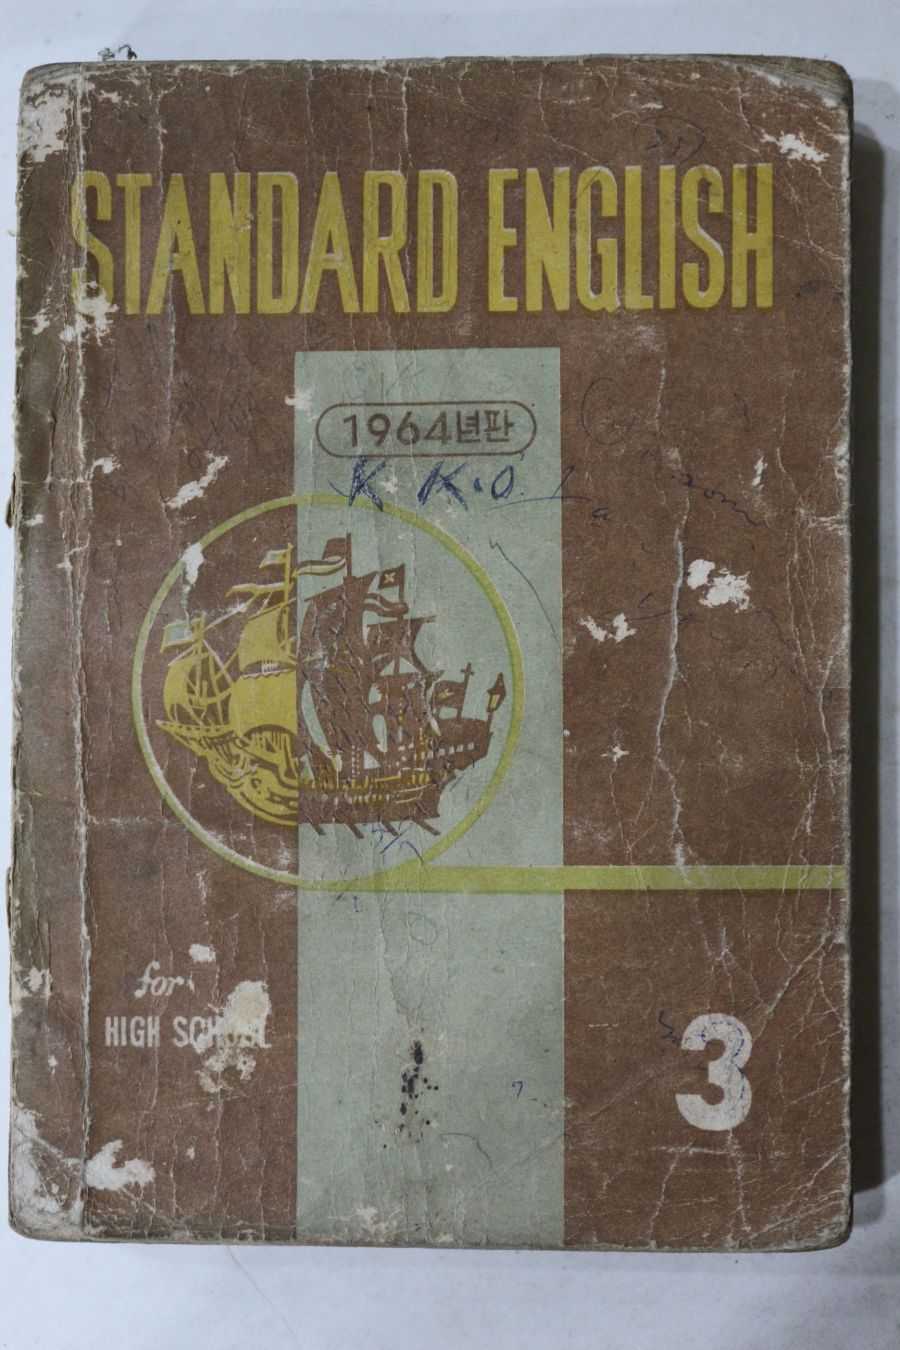 STANDARD ENGLISH
1964년판
K K.O.
for
HIGH SCHOOL
3